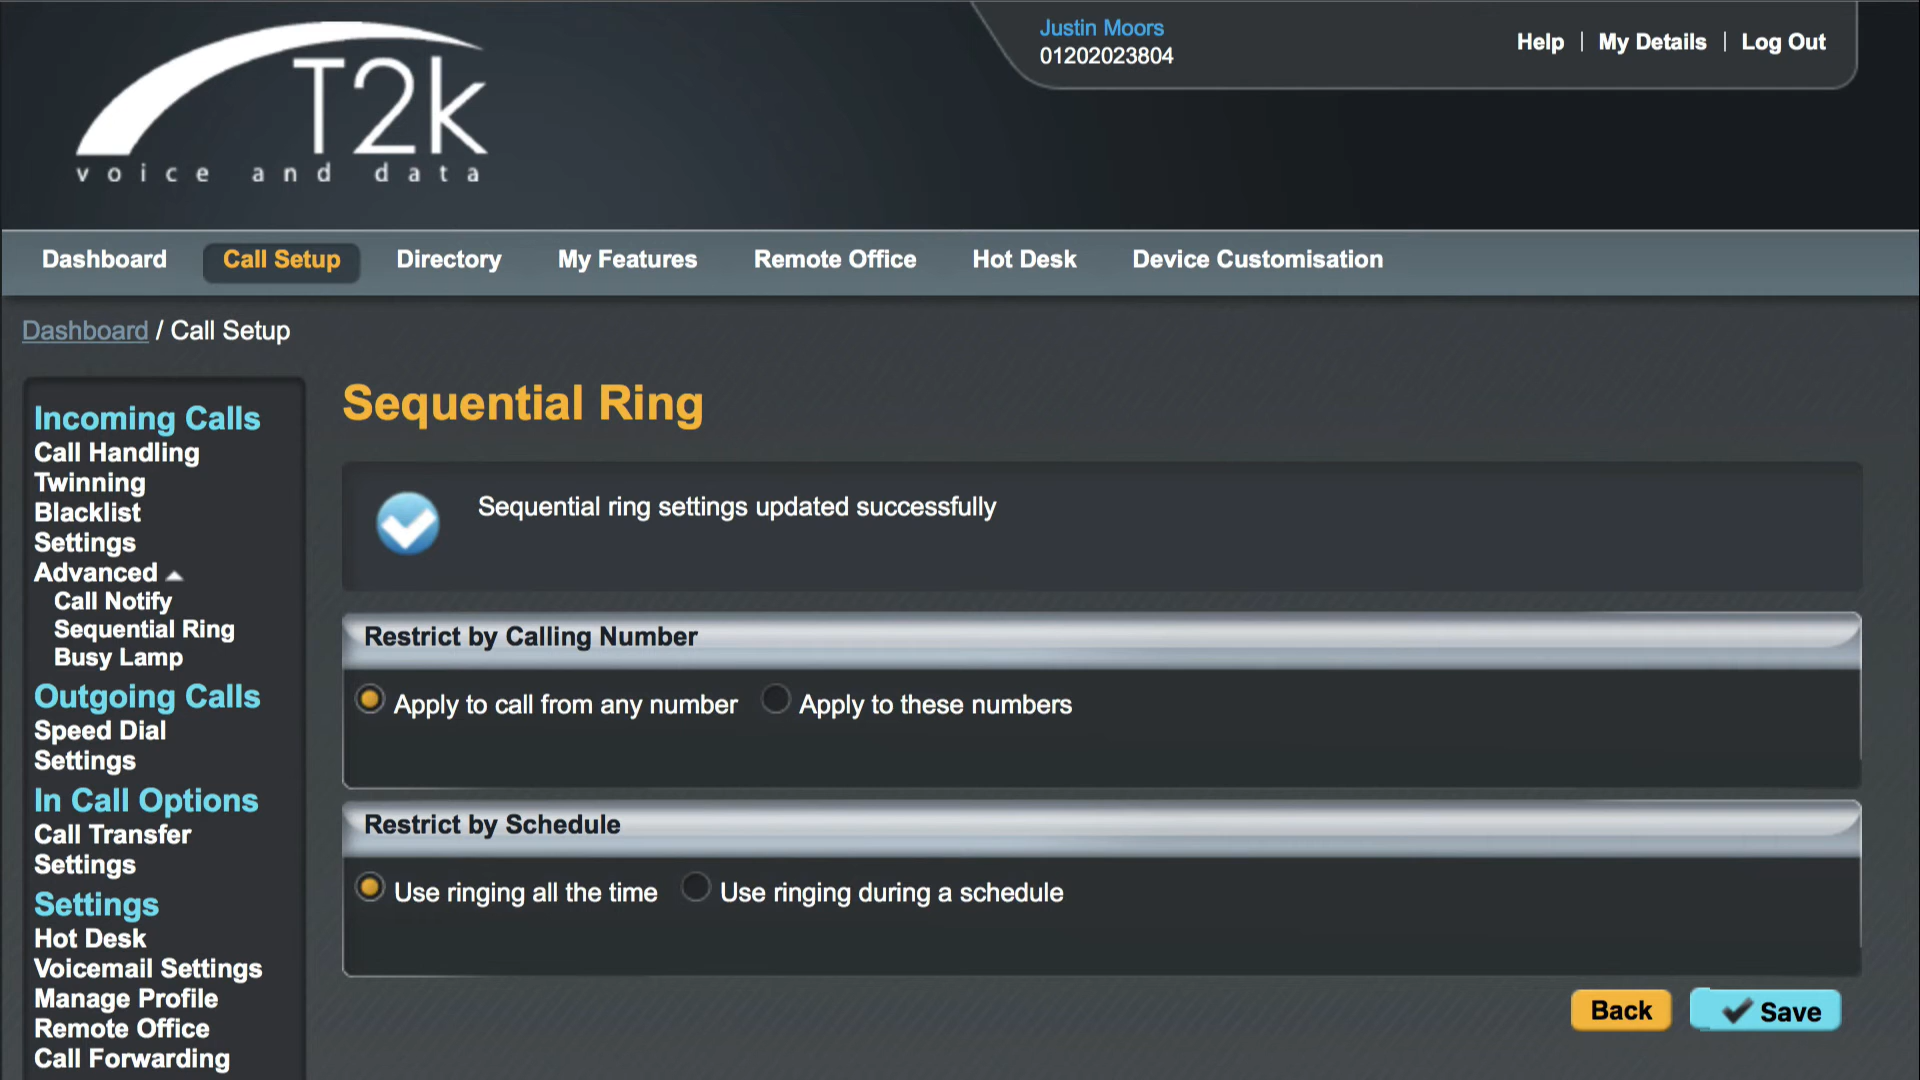 T2k
voice and data
Justin Moors
01202023804
Help | My Details | Log Out
Dashboard Call Setup Directory My Features Remote Office Hot Desk Device Customisation
Dashboard / Call Setup
Incoming Calls
Call Handling
Twinning
Blacklist
Settings
Advanced
Call Notify
Sequential Ring
Busy Lamp
Outgoing Calls
Speed Dial
Settings
In Call Options
Call Transfer
Settings
Settings
Hot Desk
Voicemail Settings
Manage Profile
Remote Office
Call Forwarding
Sequential Ring
Sequential ring settings updated successfully
Restrict by Calling Number
Apply to call from any number Apply to these numbers
Restrict by Schedule
Use ringing all the time Use ringing during a schedule
Back Save